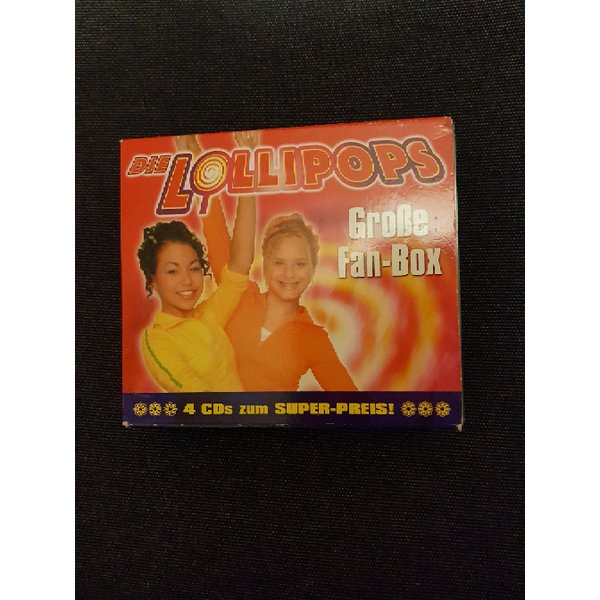 DIE LOLLIPOPS
Große
Fan-Box
4 CDs zum SUPER-PREIS!